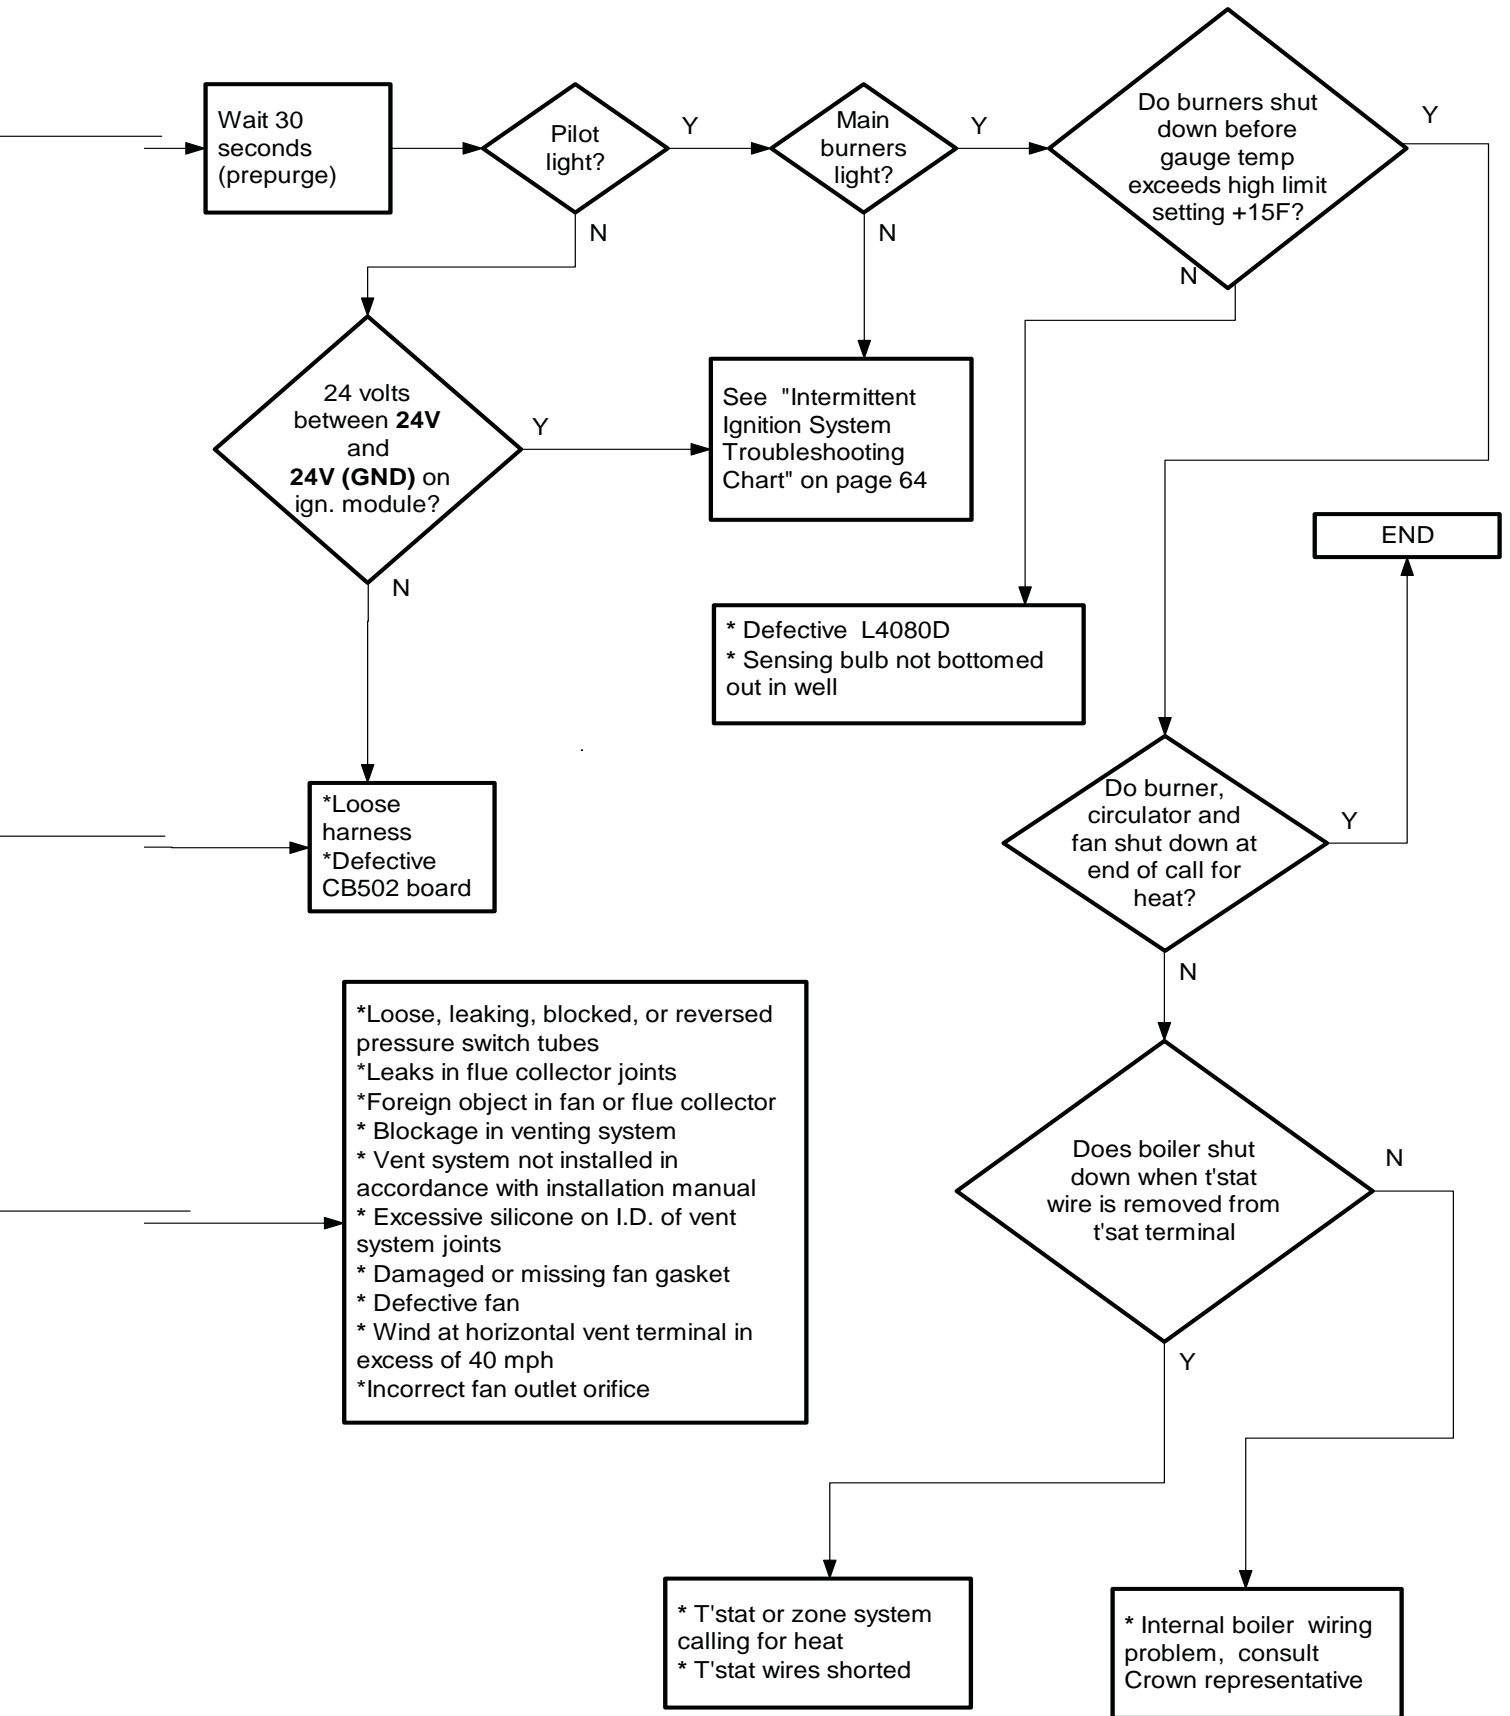 Wait 30
seconds
(prepurge)
Pilot
light?
Y
N
Main
burners
light?
Y
N
Do burners shut
down before
gauge temp
exceeds high limit
setting +15F?
Y
N
24 volts
between 24V
and
24V (GND) on
ign. module?
Y
N
See "Intermittent
Ignition System
Troubleshooting
Chart" on page 64
END
* Defective L4080D
* Sensing bulb not bottomed
out in well
*Loose
harness
*Defective
CB502 board
Do burner,
circulator and
fan shut down at
end of call for
heat?
Y
N
*Loose, leaking, blocked, or reversed
pressure switch tubes
*Leaks in flue collector joints
*Foreign object in fan or flue collector
* Blockage in venting system
* Vent system not installed in
accordance with installation manual
* Excessive silicone on I.D. of vent
system joints
* Damaged or missing fan gasket
* Defective fan
* Wind at horizontal vent terminal in
excess of 40 mph
*Incorrect fan outlet orifice
Does boiler shut
down when t'stat
wire is removed from
t'sat terminal
N
Y
* T'stat or zone system
calling for heat
* T'stat wires shorted
* Internal boiler wiring
problem, consult
Crown representative